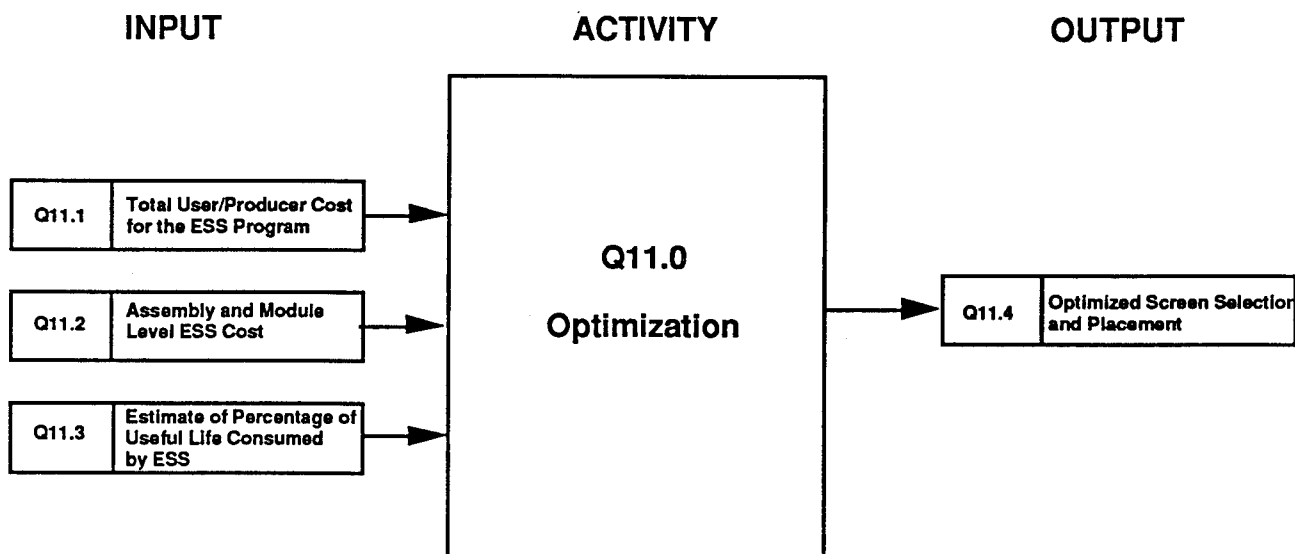 INPUT
ACTIVITY
OUTPUT
Q11.1
Total User/Producer Cost
for the ESS Program
Q11.2
Assembly and Module
Level ESS Cost
Q11.3
Estimate of Percentage of
Useful Life Consumed
by ESS
Q11.0
Optimization
Q11.4
Optimized Screen Selection
and Placement